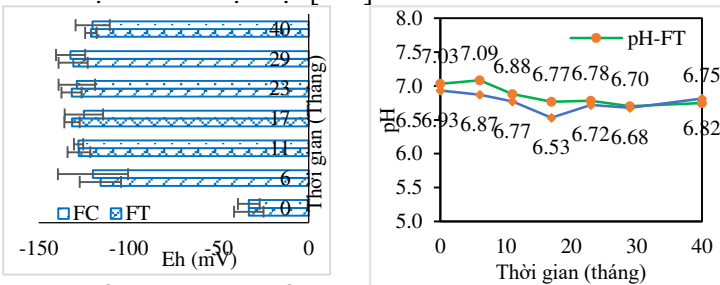 40
29
23
17
11
6
0
Thời gian (Tháng)
FC FT
-150 -100 -50 0
Eh (mV)
8.0
7.5
7.0
6.5
6.0
5.5
5.0
pH
pH-FT
7.03 7.09 6.88 6.77 6.78 6.70 6.75
6.93 6.87 6.77 6.53 6.72 6.68 6.82
0 10 20 30 40
Thời gian (tháng)